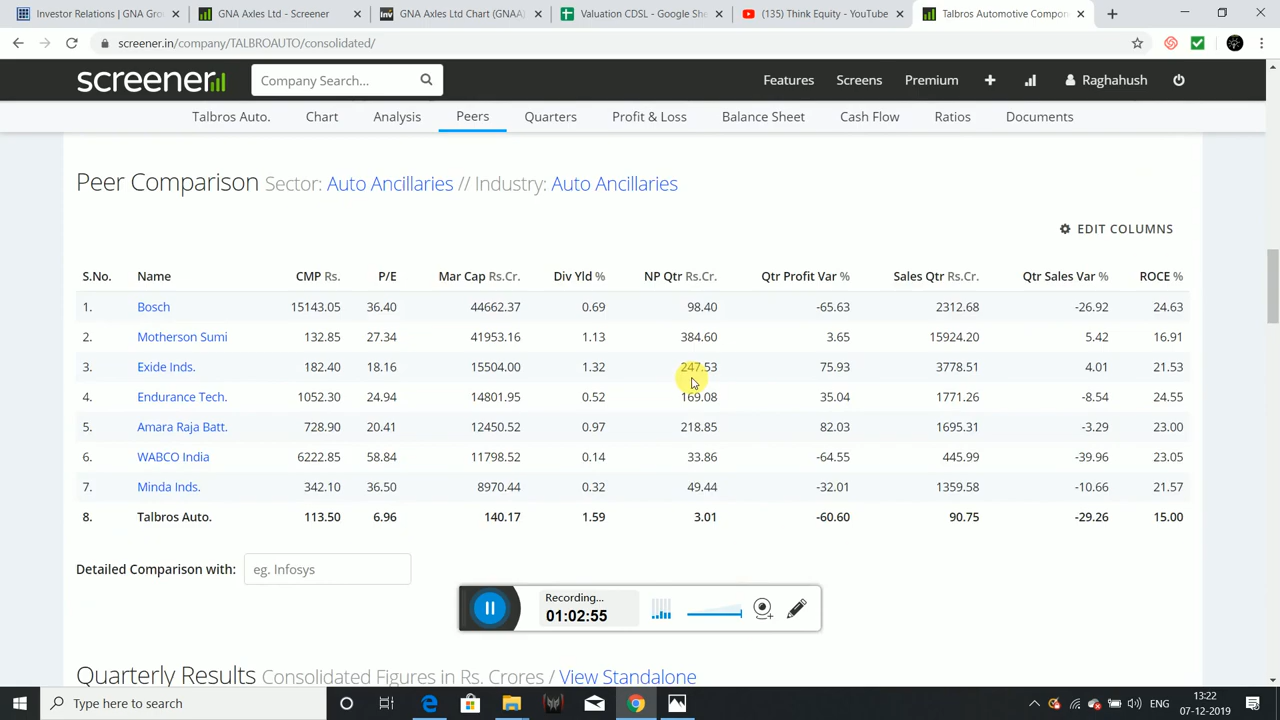 Investor Relations | GNA Gro
GNA Axles Ltd - Screener
GNA Axles Ltd Chart (GNAA)
Valuation CDSL - Google She
(135) Think Equity - YouTube
Talbros Automotive Compon
screener.in/company/TALBROAUTO/consolidated/
screener
Company Search...
Features
Screens
Premium
Raghahush
Talbros Auto.
Chart
Analysis
Peers
Quarters
Profit & Loss
Balance Sheet
Cash Flow
Ratios
Documents
Peer Comparison Sector: Auto Ancillaries // Industry: Auto Ancillaries
EDIT COLUMNS
S.No. Name CMP Rs. P/E Mar Cap Rs.Cr. Div Yld % NP Qtr Rs.Cr. Qtr Profit Var % Sales Qtr Rs.Cr. Qtr Sales Var % ROCE %
1. Bosch 15143.05 36.40 44662.37 0.69 98.40 -65.63 2312.68 -26.92 24.63
2. Motherson Sumi 132.85 27.34 41953.16 1.13 384.60 3.65 15924.20 5.42 16.91
3. Exide Inds. 182.40 18.16 15504.00 1.32 247.53 75.93 3778.51 4.01 21.53
4. Endurance Tech. 1052.30 24.94 14801.95 0.52 169.08 35.04 1771.26 -8.54 24.55
5. Amara Raja Batt. 728.90 20.41 12450.52 0.97 218.85 82.03 1695.31 -3.29 23.00
6. WABCO India 6222.85 58.84 11798.52 0.14 33.86 -64.55 445.99 -39.96 23.05
7. Minda Inds. 342.10 36.50 8970.44 0.32 49.44 -32.01 1359.58 -10.66 21.57
8. Talbros Auto. 113.50 6.96 140.17 1.59 3.01 -60.60 90.75 -29.26 15.00
Detailed Comparison with: eg. Infosys
Recording...
01:02:55
Quarterly Results Consolidated Figures in Rs. Crores / View Standalone
Type here to search
ENG
13:22
07-12-2019